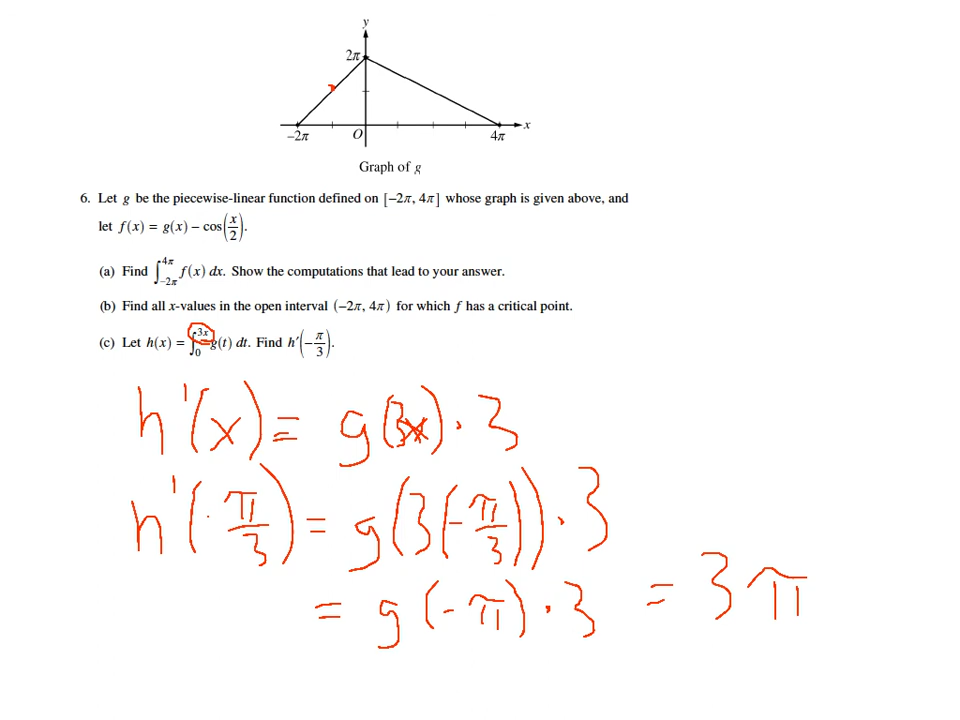 y
2π
−2π O 4π x
Graph of g
6. Let g be the piecewise-linear function defined on [−2π, 4π] whose graph is given above, and
let f(x) = g(x) − cos(x/2).
(a) Find ∫_{−2π}^{4π} f(x) dx. Show the computations that lead to your answer.
(b) Find all x-values in the open interval (−2π, 4π) for which f has a critical point.
(c) Let h(x) = ∫_0^{3x} g(t) dt. Find h′(−π/3).
h'(x) = g(3x) · 3
h'(-π/3) = g(3(-π/3)) · 3
= g(-π) · 3 = 3π